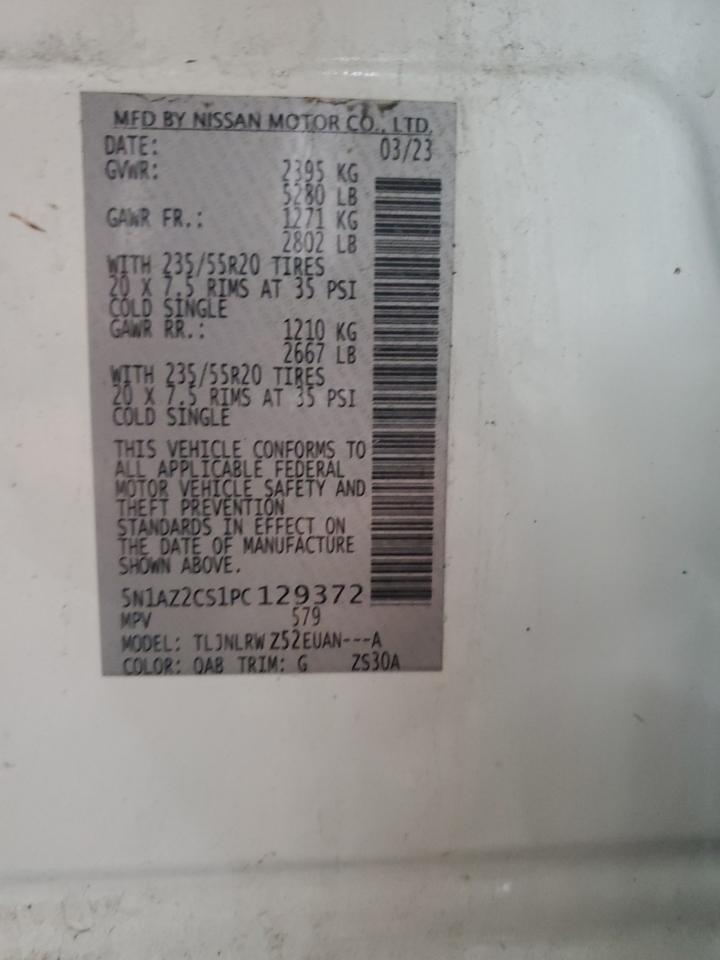 MFD BY NISSAN MOTOR CO., LTD.
DATE: 03/23
GVWR: 2395 KG
5280 LB
GAWR FR.: 1271 KG
2802 LB
WITH 235/55R20 TIRES
20 X 7.5 RIMS AT 35 PSI
COLD SINGLE
GAWR RR.: 1210 KG
2667 LB
WITH 235/55R20 TIRES
20 X 7.5 RIMS AT 35 PSI
COLD SINGLE
THIS VEHICLE CONFORMS TO
ALL APPLICABLE FEDERAL
MOTOR VEHICLE SAFETY AND
THEFT PREVENTION
STANDARDS IN EFFECT ON
THE DATE OF MANUFACTURE
SHOWN ABOVE.
5N1AZ2CS1PC129372
MPV 579
MODEL: TLJNLRWZ52EUAN---A
COLOR: QAB TRIM: G ZS30A